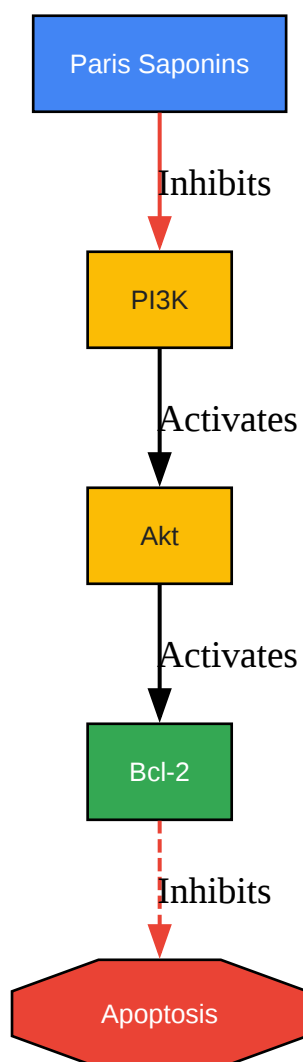 Paris Saponins
Inhibits
PI3K
Activates
Akt
Activates
Bcl-2
Inhibits
Apoptosis